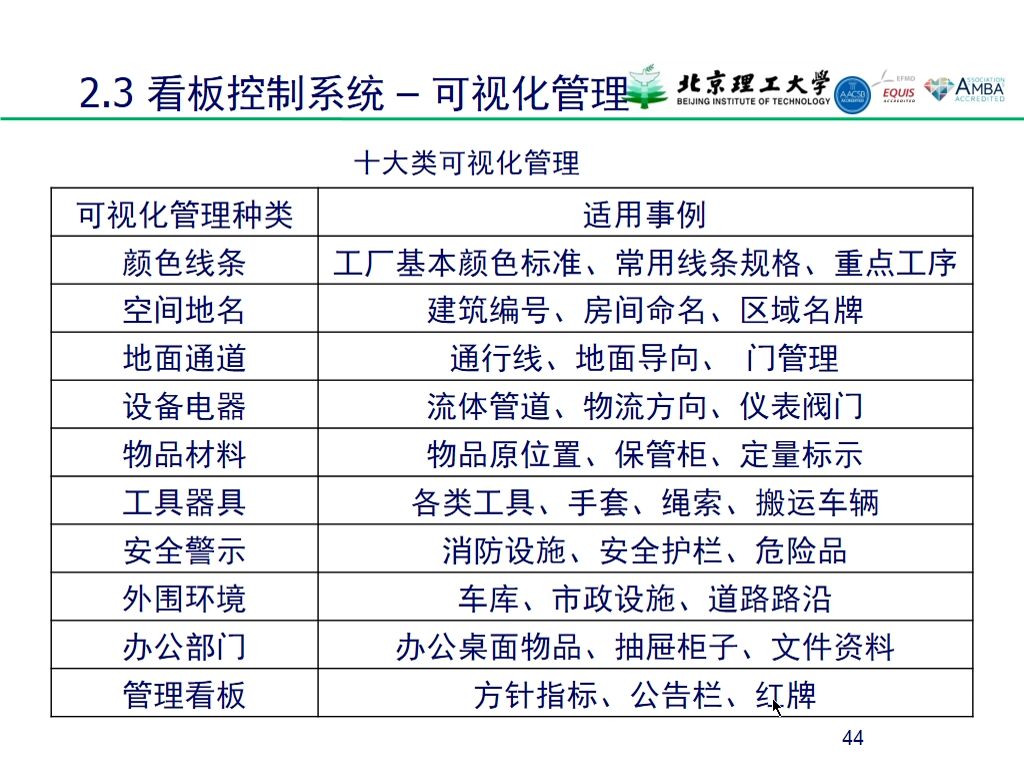 2.3 看板控制系统 – 可视化管理
北京理工大学
BEIJING INSTITUTE OF TECHNOLOGY
AACSB
ACCREDITED
EFMD
EQUIS
ACCREDITED
ASSOCIATION
AMBA
ACCREDITED
十大类可视化管理
可视化管理种类 适用事例
颜色线条 工厂基本颜色标准、常用线条规格、重点工序
空间地名 建筑编号、房间命名、区域名牌
地面通道 通行线、地面导向、 门管理
设备电器 流体管道、物流方向、仪表阀门
物品材料 物品原位置、保管柜、定量标示
工具器具 各类工具、手套、绳索、搬运车辆
安全警示 消防设施、安全护栏、危险品
外围环境 车库、市政设施、道路路沿
办公部门 办公桌面物品、抽屉柜子、文件资料
管理看板 方针指标、公告栏、红牌
44